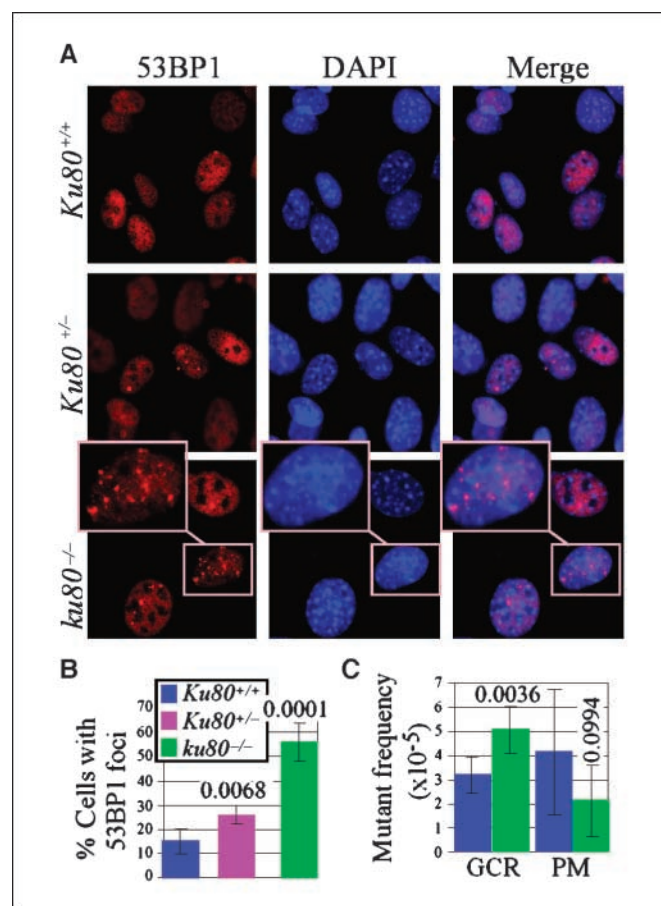 A
53BP1 DAPI Merge
Ku80+/+
Ku80+/-
ku80-/-
B
% Cells with
53BP1 foci
70
60
50
40
30
20
10
0
Ku80+/+
Ku80+/-
ku80-/-
0.0068
0.0001
C
Mutant frequency
(x10-5)
7
6
5
4
3
2
1
0
0.0036
0.0994
GCR PM